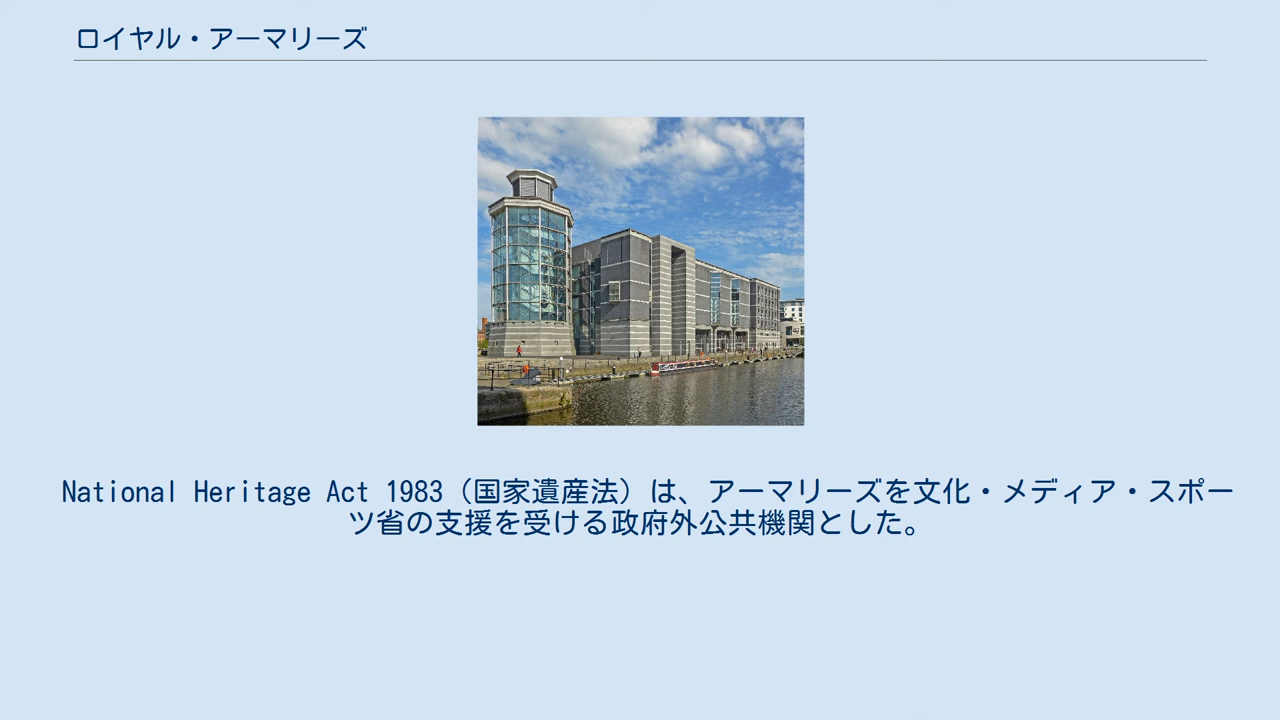 ロイヤル・アーマリーズ
National Heritage Act 1983（国家遺産法）は、アーマリーズを文化・メディア・スポー
ツ省の支援を受ける政府外公共機関とした。